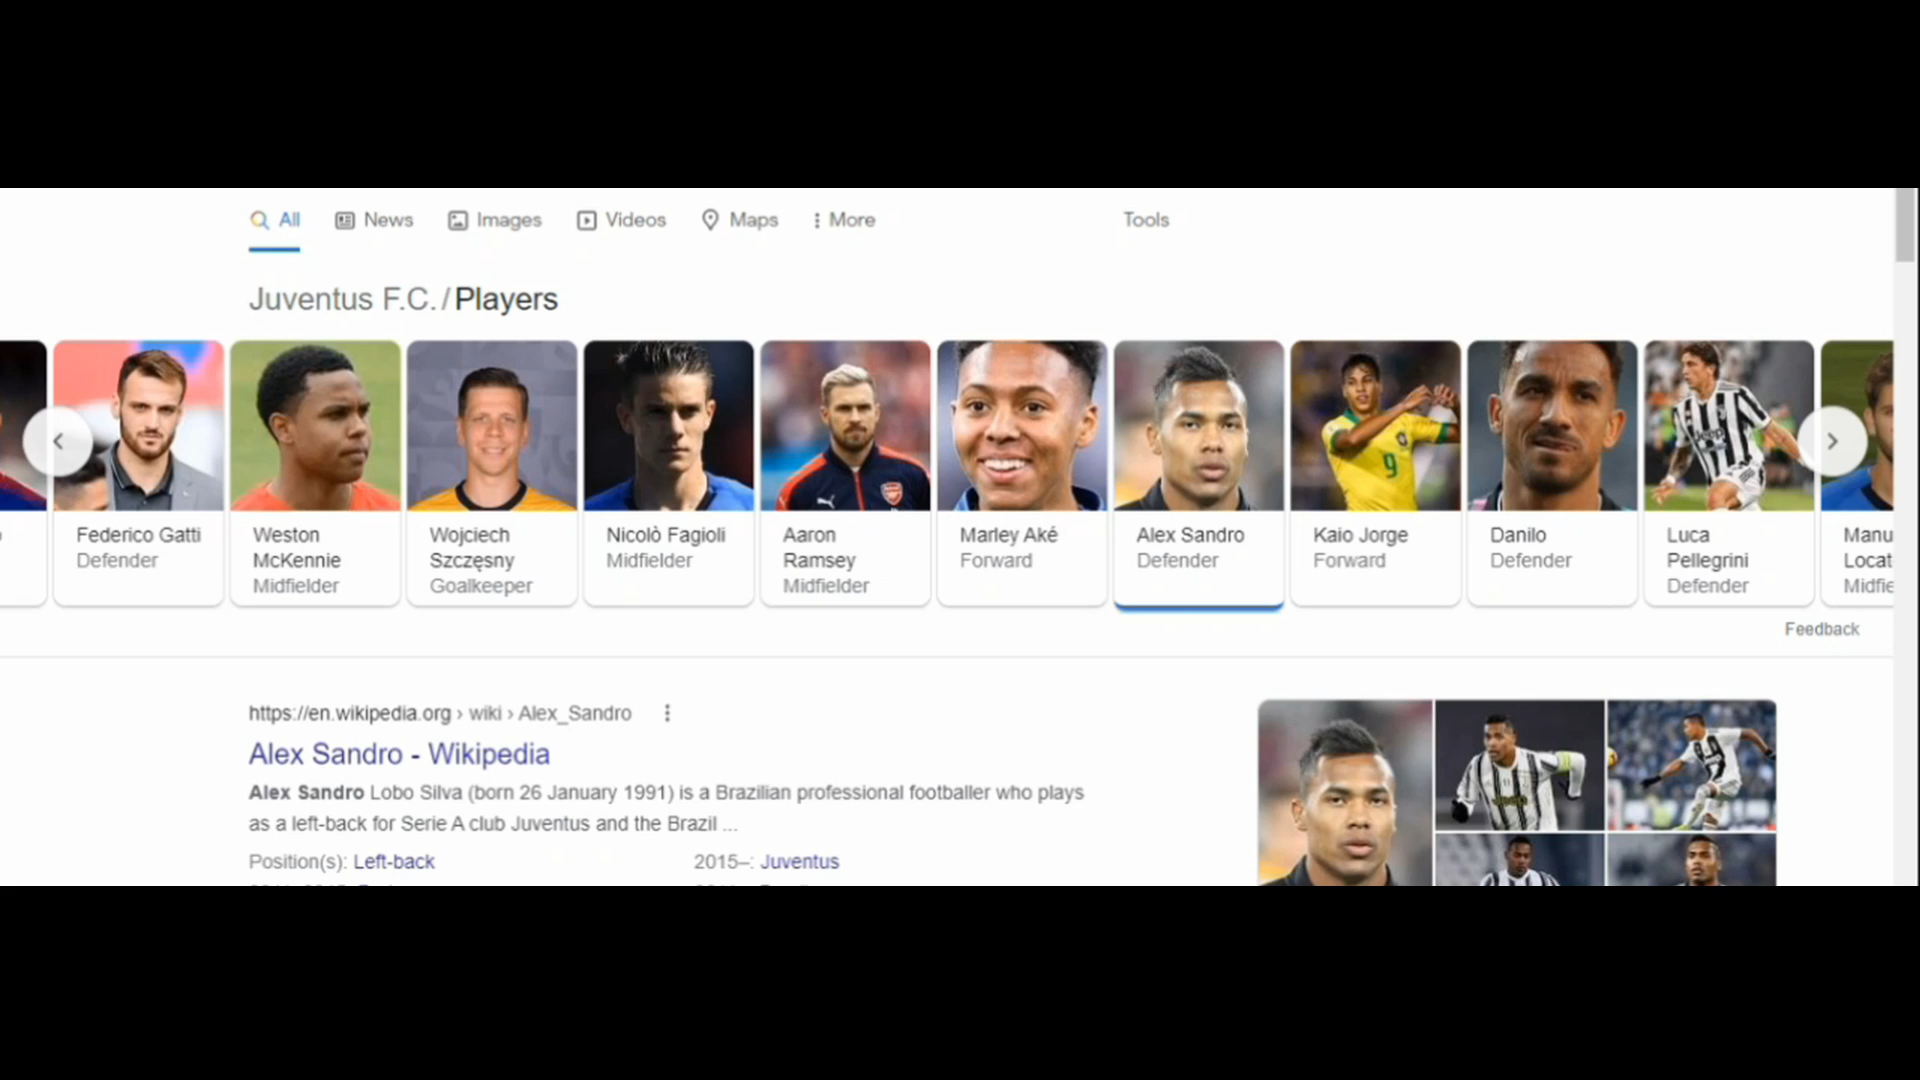 All News Images Videos Maps More Tools
Juventus F.C. / Players
Federico Gatti
Defender
Weston
McKennie
Midfielder
Wojciech
Szczęsny
Goalkeeper
Nicolò Fagioli
Midfielder
Aaron
Ramsey
Midfielder
Marley Aké
Forward
Alex Sandro
Defender
Kaio Jorge
Forward
Danilo
Defender
Luca
Pellegrini
Defender
Manu
Locat
Midfie
Feedback
https://en.wikipedia.org › wiki › Alex_Sandro
Alex Sandro - Wikipedia
Alex Sandro Lobo Silva (born 26 January 1991) is a Brazilian professional footballer who plays
as a left-back for Serie A club Juventus and the Brazil ...
Position(s): Left-back 2015–: Juventus